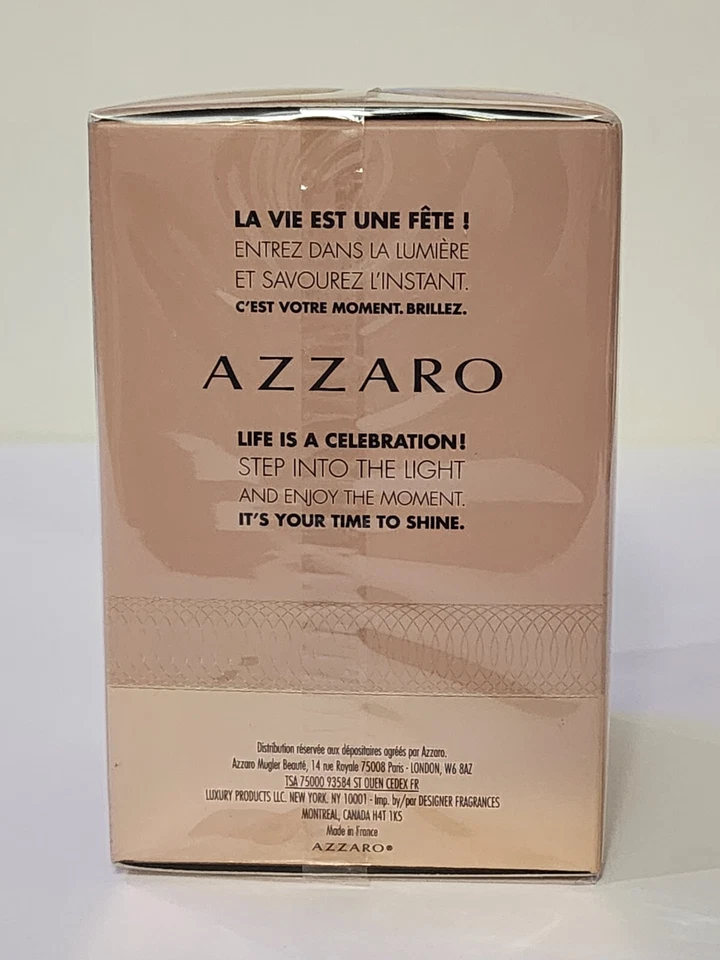 LA VIE EST UNE FÊTE !
ENTREZ DANS LA LUMIÈRE
ET SAVOUREZ L'INSTANT.
C'EST VOTRE MOMENT. BRILLEZ.
AZZARO
LIFE IS A CELEBRATION!
STEP INTO THE LIGHT
AND ENJOY THE MOMENT.
IT'S YOUR TIME TO SHINE.
Distribution réservée aux dépositaires agréés par Azzaro.
Azzaro Mugler Beauté, 14 rue Royale 75008 Paris - LONDON, W6 8AZ
TSA 75000 93584 ST OUEN CEDEX FR
LUXURY PRODUCTS LLC. NEW YORK, NY 10001 - Imp. by/par DESIGNER FRAGRANCES
MONTREAL, CANADA H4T 1K5
Made in France
AZZARO®